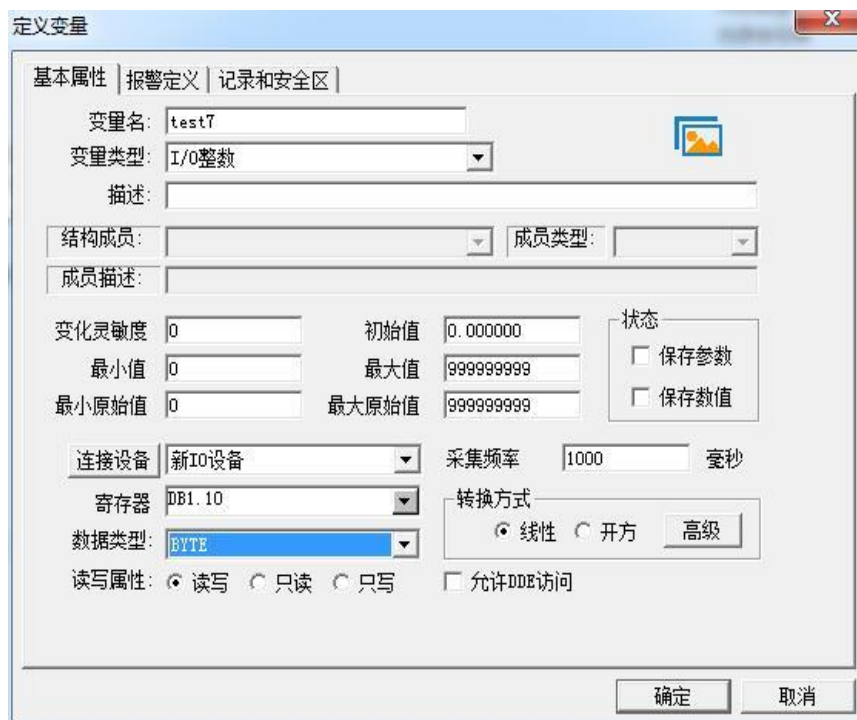 定义变量
X
基本属性 报警定义 记录和安全区
变量名: test7
变量类型: I/O整数
描述:
结构成员: 成员类型:
成员描述:
变化灵敏度 0 初始值 0.000000 状态
最小值 0 最大值 999999999 保存参数
最小原始值 0 最大原始值 999999999 保存数值
连接设备 新IO设备 采集频率 1000 毫秒
寄存器 DB1.10 转换方式
数据类型: BYTE 线性 开方 高级
读写属性: 读写 只读 只写 允许DDE访问
确定 取消